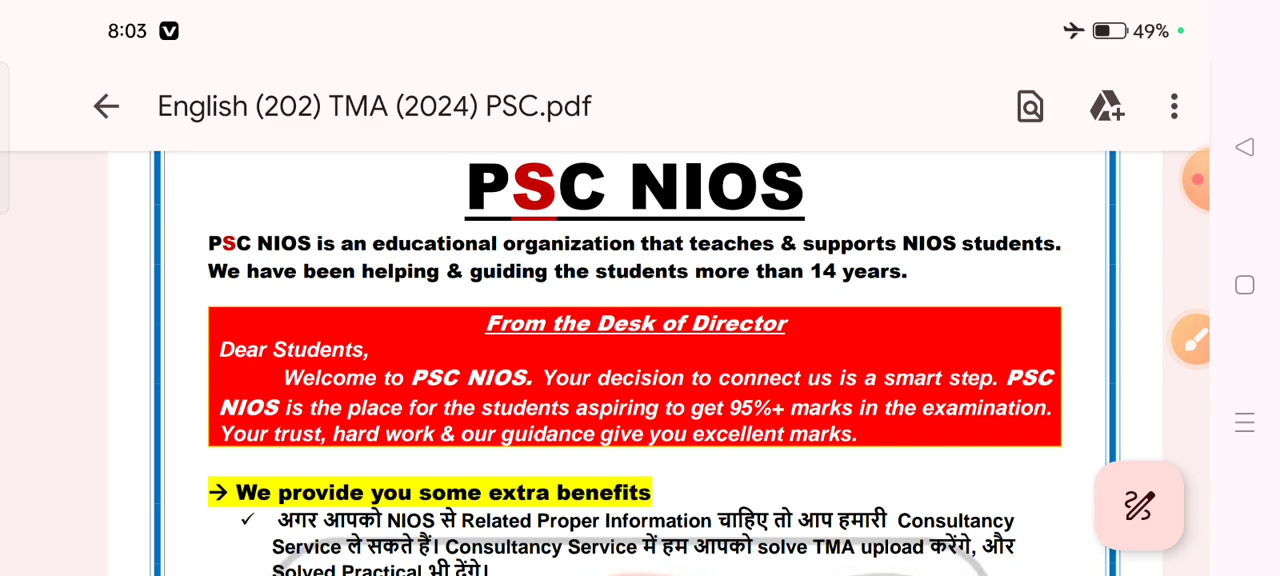 8:03
49%
English (202) TMA (2024) PSC.pdf
PSC NIOS
PSC NIOS is an educational organization that teaches & supports NIOS students.
We have been helping & guiding the students more than 14 years.
From the Desk of Director
Dear Students,
Welcome to PSC NIOS. Your decision to connect us is a smart step. PSC
NIOS is the place for the students aspiring to get 95%+ marks in the examination.
Your trust, hard work & our guidance give you excellent marks.
→ We provide you some extra benefits
✓ अगर आपको NIOS से Related Proper Information चाहिए तो आप हमारी Consultancy
Service ले सकते हैं। Consultancy Service में हम आपको solve TMA upload करेंगे, और
Solved Practical भी देंगे।